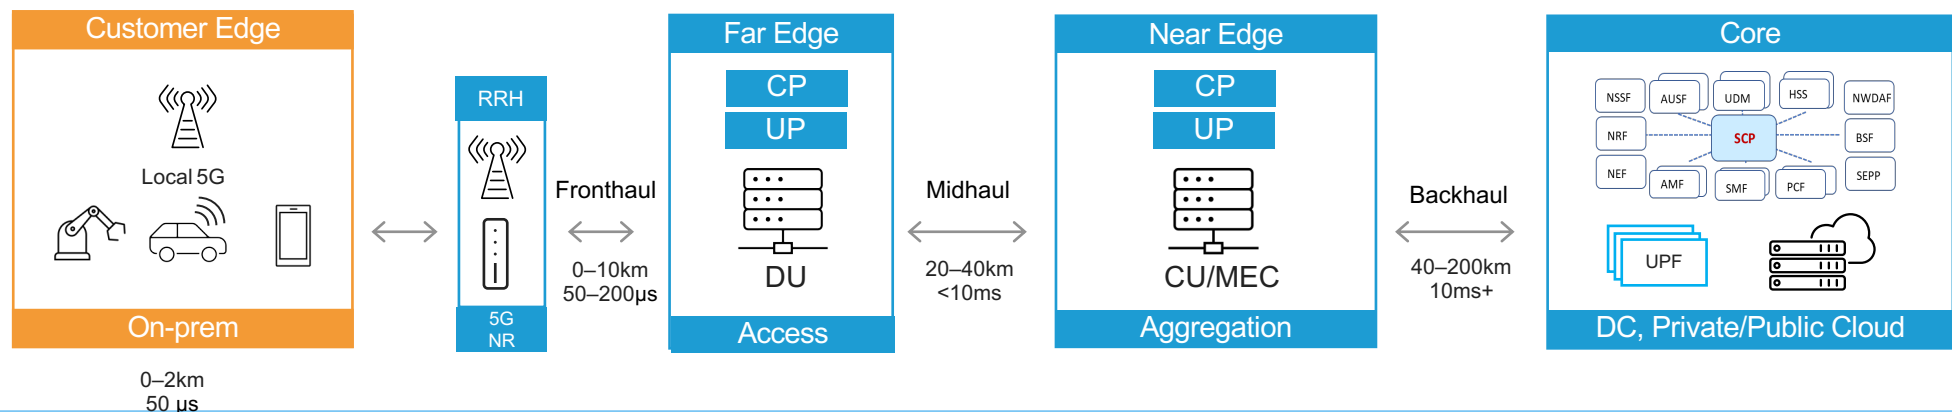 Customer Edge
Local 5G
On-prem
0–2km
50 µs
RRH
5G
NR
Fronthaul
0–10km
50–200µs
Far Edge
CP
UP
DU
Access
Midhaul
20–40km
<10ms
Near Edge
CP
UP
CU/MEC
Aggregation
Backhaul
40–200km
10ms+
Core
NSSF
AUSF
UDM
HSS
NWDAF
NRF
SCP
BSF
NEF
AMF
SMF
PCF
SEPP
UPF
DC, Private/Public Cloud